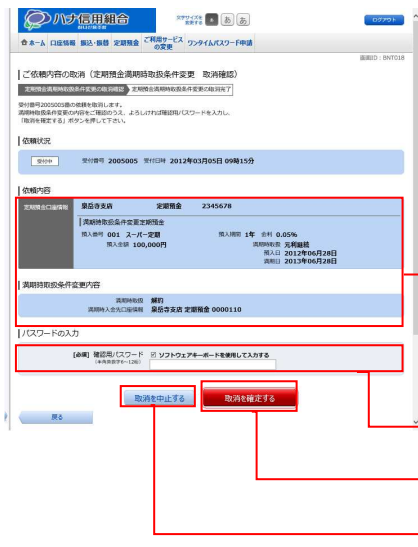 ハナ信用組合
文字サイズを変更する あ あ あ
ログアウト
ホーム 口座情報 振込・振替 定期預金 ご利用サービスの変更 ワンタイムパスワード申請
画面ID：BNT018
ご依頼内容の取消（定期預金満期時取扱条件変更 取消確認）
定期預金満期時取扱条件変更の取消確認 定期預金満期時取扱条件変更の取消完了
受付番号2005005番の依頼を取消します。
満期時取扱条件変更の内容をご確認のうえ、よろしければ確認用パスワードを入力し、
「取消を確定する」ボタンを押して下さい。
依頼状況
受付中 受付番号 2005005 受付日時 2012年03月05日 09時15分
依頼内容
定期預金口座情報 泉岳寺支店 定期預金 2345678
満期時取扱条件変更定期預金
預入番号 001 スーパー定期 預入期間 1年 金利 0.05%
預入金額 100,000円 満期時取扱 元利継続
預入日 2012年06月28日
満期日 2013年06月28日
満期時取扱条件変更内容
満期時取扱 解約
満期時入金先口座情報 泉岳寺支店 定期預金 0000110
パスワードの入力
[必須] 確認用パスワード ソフトウェアキーボードを使用して入力する
(半角英数字6～12桁)
取消を中止する 取消を確定する
戻る